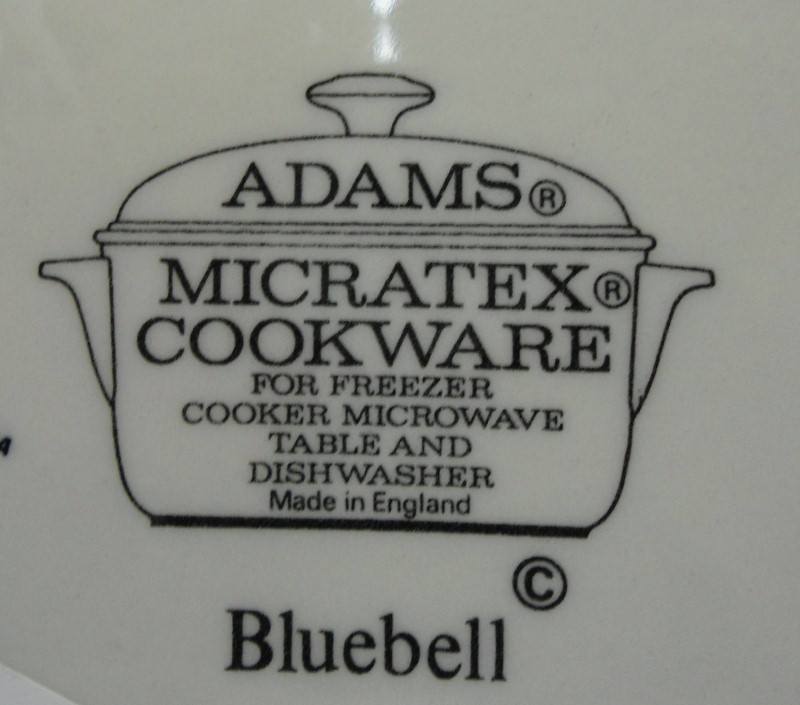 ADAMS®
MICRATEX®
COOKWARE
FOR FREEZER
COOKER MICROWAVE
TABLE AND
DISHWASHER
Made in England
©
Bluebell